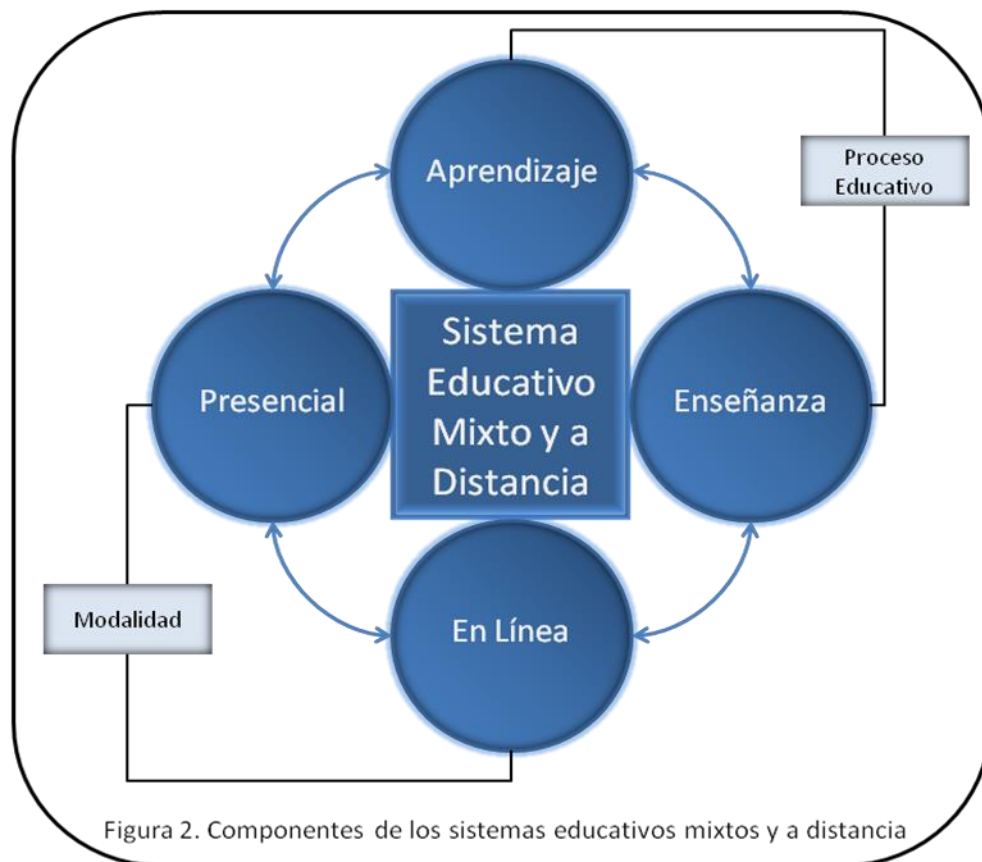 Aprendizaje
Proceso
Educativo
Sistema
Educativo
Mixto y a
Distancia
Presencial
Enseñanza
Modalidad
En Línea
Figura 2. Componentes de los sistemas educativos mixtos y a distancia